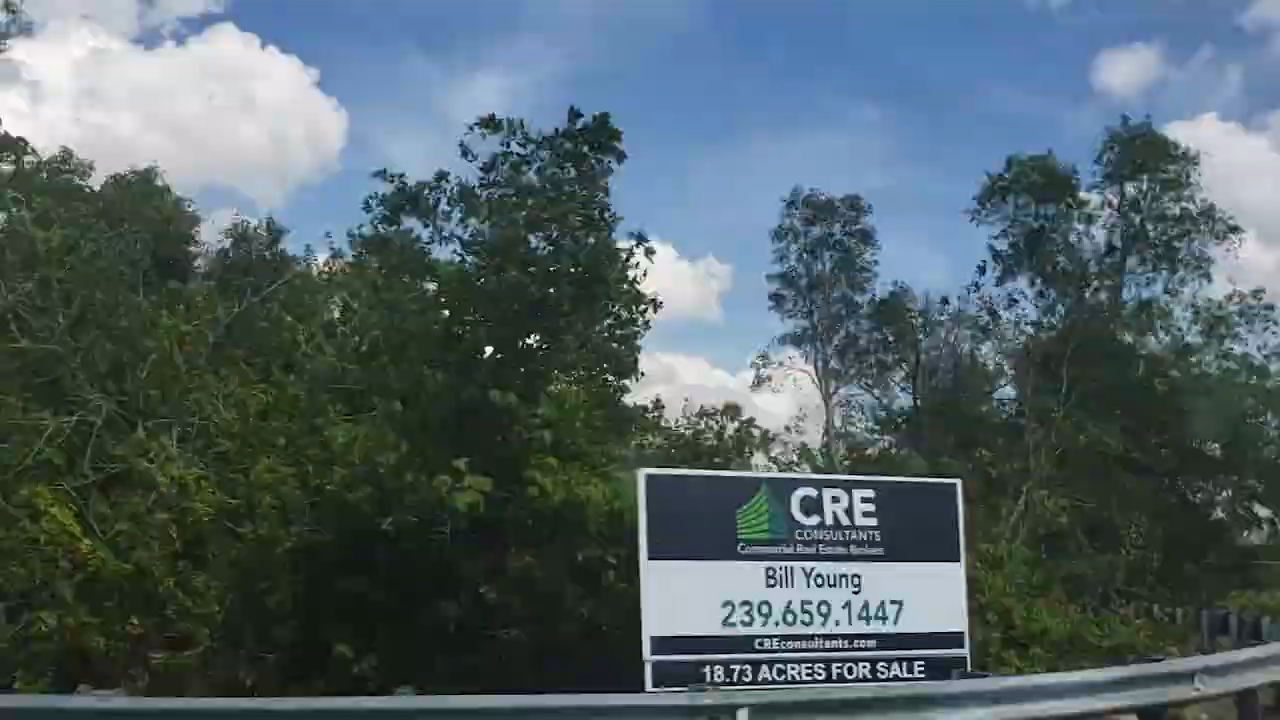 CRE
CONSULTANTS
Commercial Real Estate Brokers
Bill Young
239.659.1447
CREconsultants.com
18.73 ACRES FOR SALE